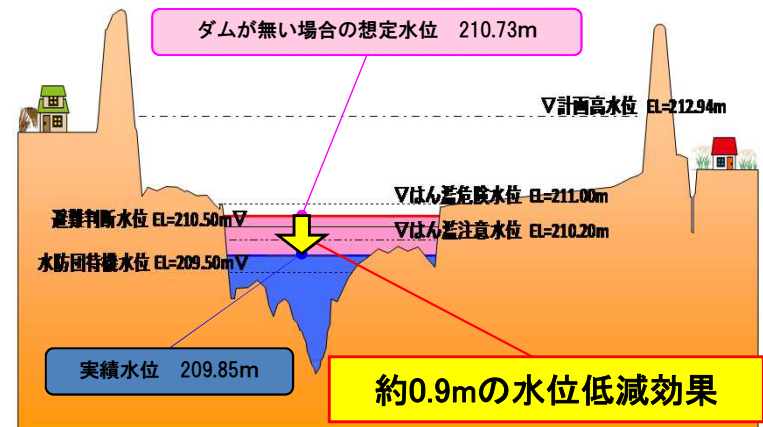 ダムが無い場合の想定水位　210.73m
▽計画高水位 EL=212.94m
▽はん濫危険水位 EL=211.00m
避難判断水位 EL=210.50m▽
▽はん濫注意水位 EL=210.20m
水防団待機水位 EL=209.50m▽
実績水位　209.85m
約0.9mの水位低減効果